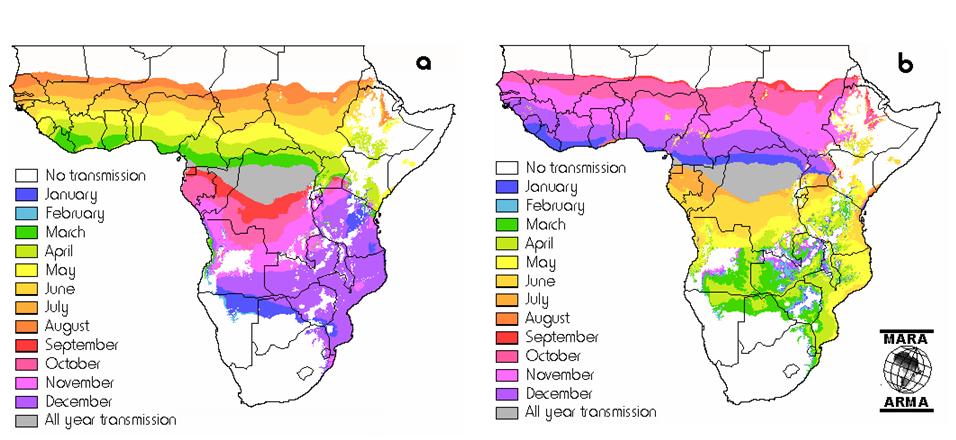 a
No transmission
January
February
March
April
May
June
July
August
September
October
November
December
All year transmission
b
No transmission
January
February
March
April
May
June
July
August
September
October
November
December
All year transmission
MARA
ARMA